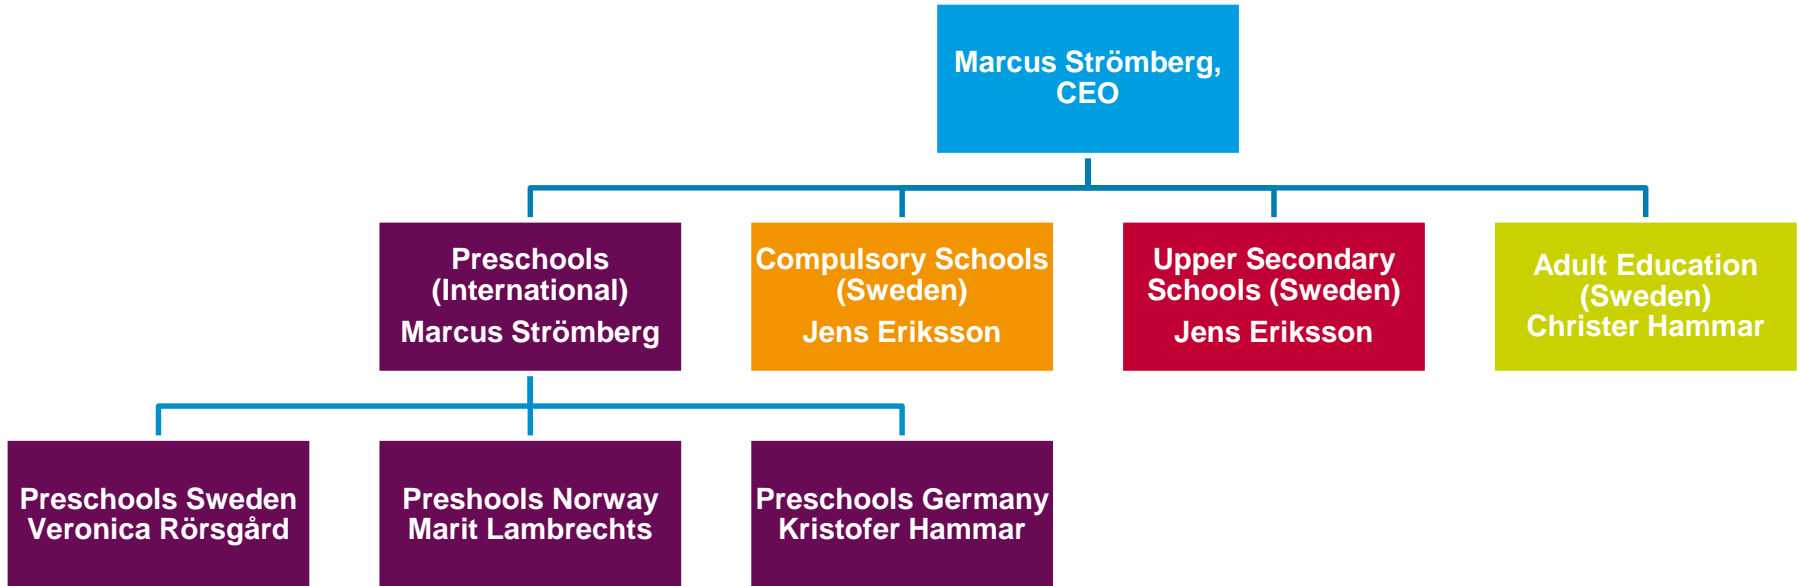 Marcus Strömberg,
CEO
Preschools
(International)
Marcus Strömberg
Compulsory Schools
(Sweden)
Jens Eriksson
Upper Secondary
Schools (Sweden)
Jens Eriksson
Adult Education
(Sweden)
Christer Hammar
Preschools Sweden
Veronica Rörsgård
Preshools Norway
Marit Lambrechts
Preschools Germany
Kristofer Hammar